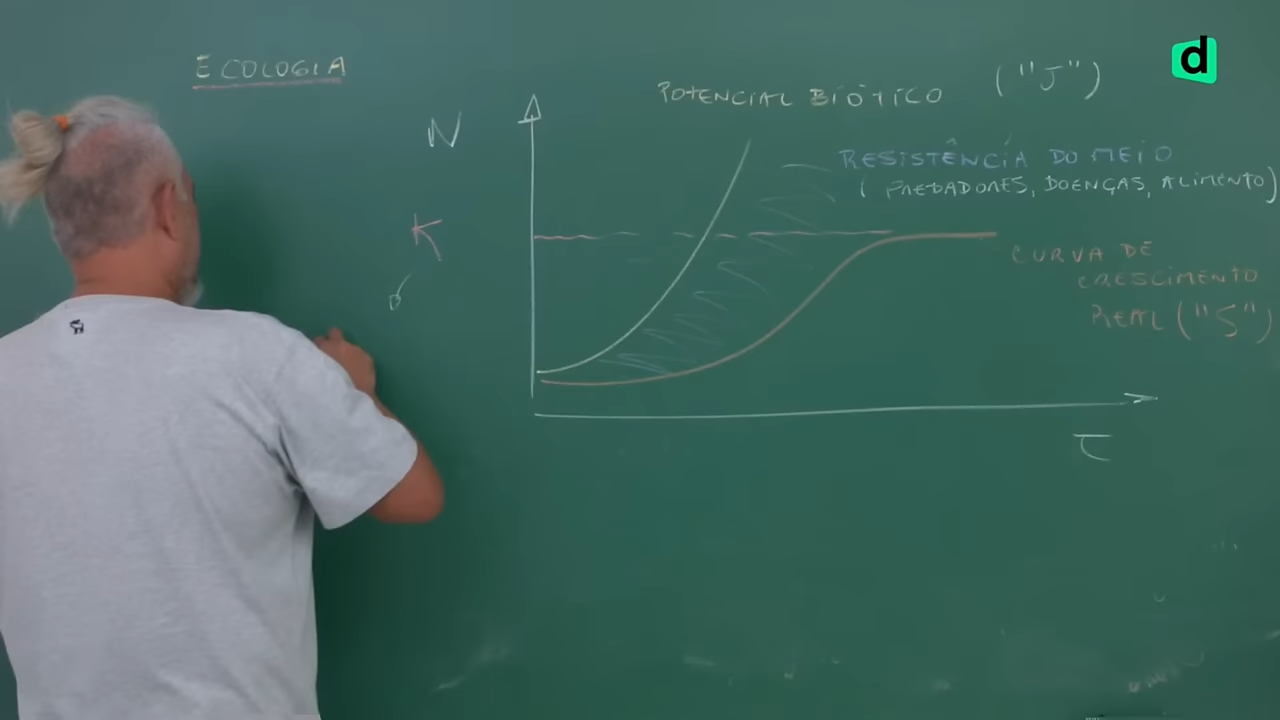 ECOLOGIA
d
POTENCIAL BIÓTICO ("J")
N
RESISTÊNCIA DO MEIO
(PREDADORES, DOENÇAS, ALIMENTO)
K
CURVA DE
CRESCIMENTO
REAL ("S")
T